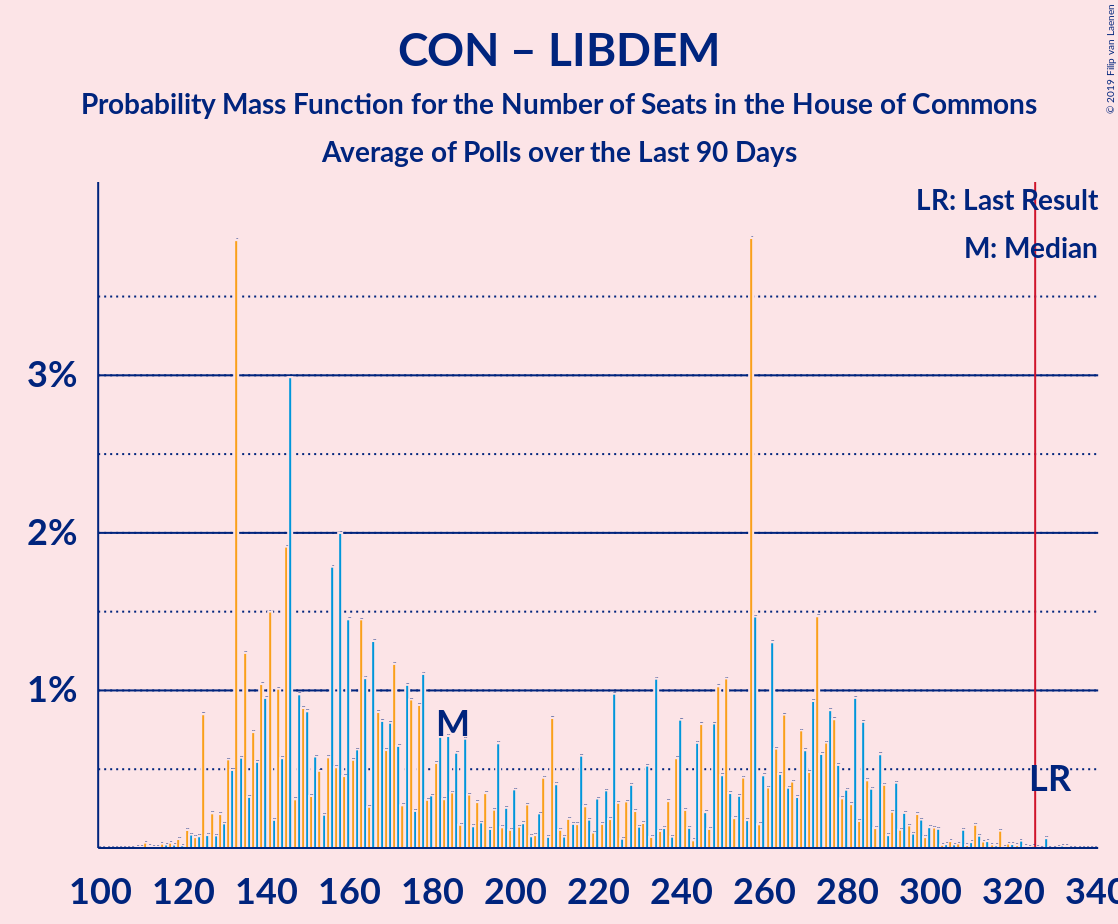 CON – LIBDEM
Probability Mass Function for the Number of Seats in the House of Commons
Average of Polls over the Last 90 Days
© 2019 Filip van Laenen
LR: Last Result
M: Median
3%
2%
1%
M
LR
100 120 140 160 180 200 220 240 260 280 300 320 340